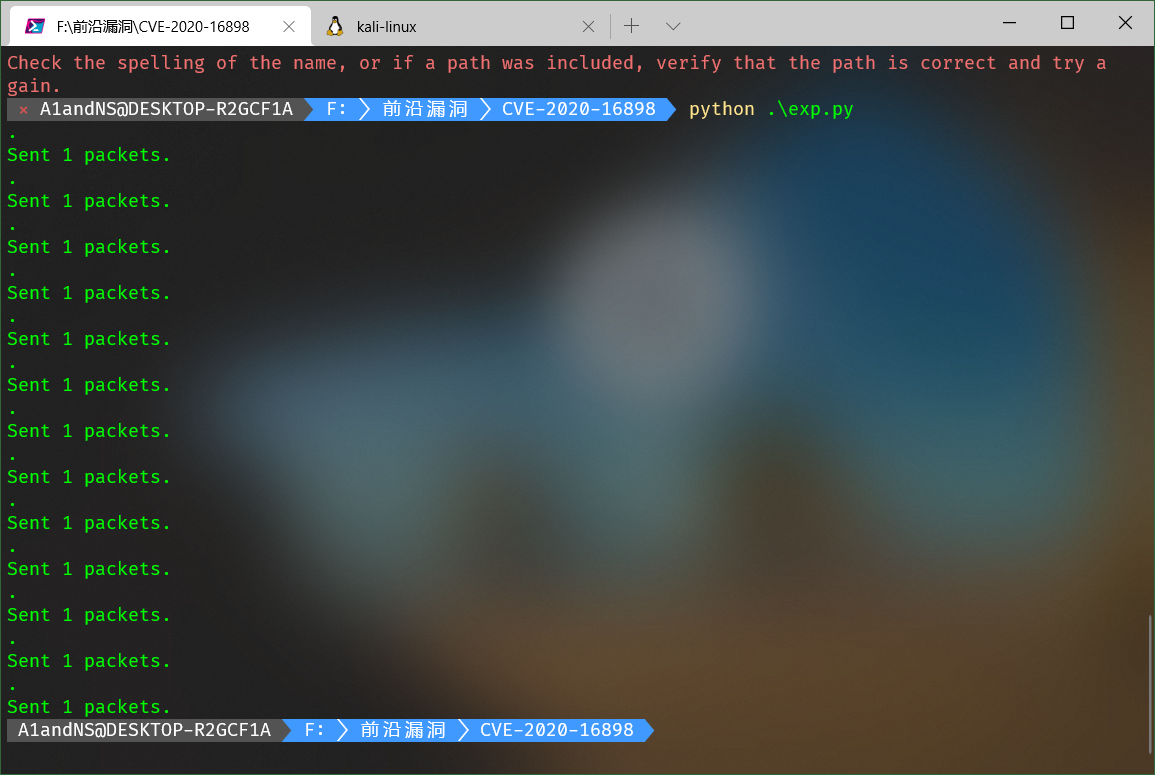 F:\前沿漏洞\CVE-2020-16898
kali-linux
Check the spelling of the name, or if a path was included, verify that the path is correct and try a
gain.
× A1andNS@DESKTOP-R2GCF1A F: 前沿漏洞 CVE-2020-16898 python .\exp.py
.
Sent 1 packets.
.
Sent 1 packets.
.
Sent 1 packets.
.
Sent 1 packets.
.
Sent 1 packets.
.
Sent 1 packets.
.
Sent 1 packets.
.
Sent 1 packets.
.
Sent 1 packets.
.
Sent 1 packets.
.
Sent 1 packets.
.
Sent 1 packets.
.
Sent 1 packets.
A1andNS@DESKTOP-R2GCF1A F: 前沿漏洞 CVE-2020-16898